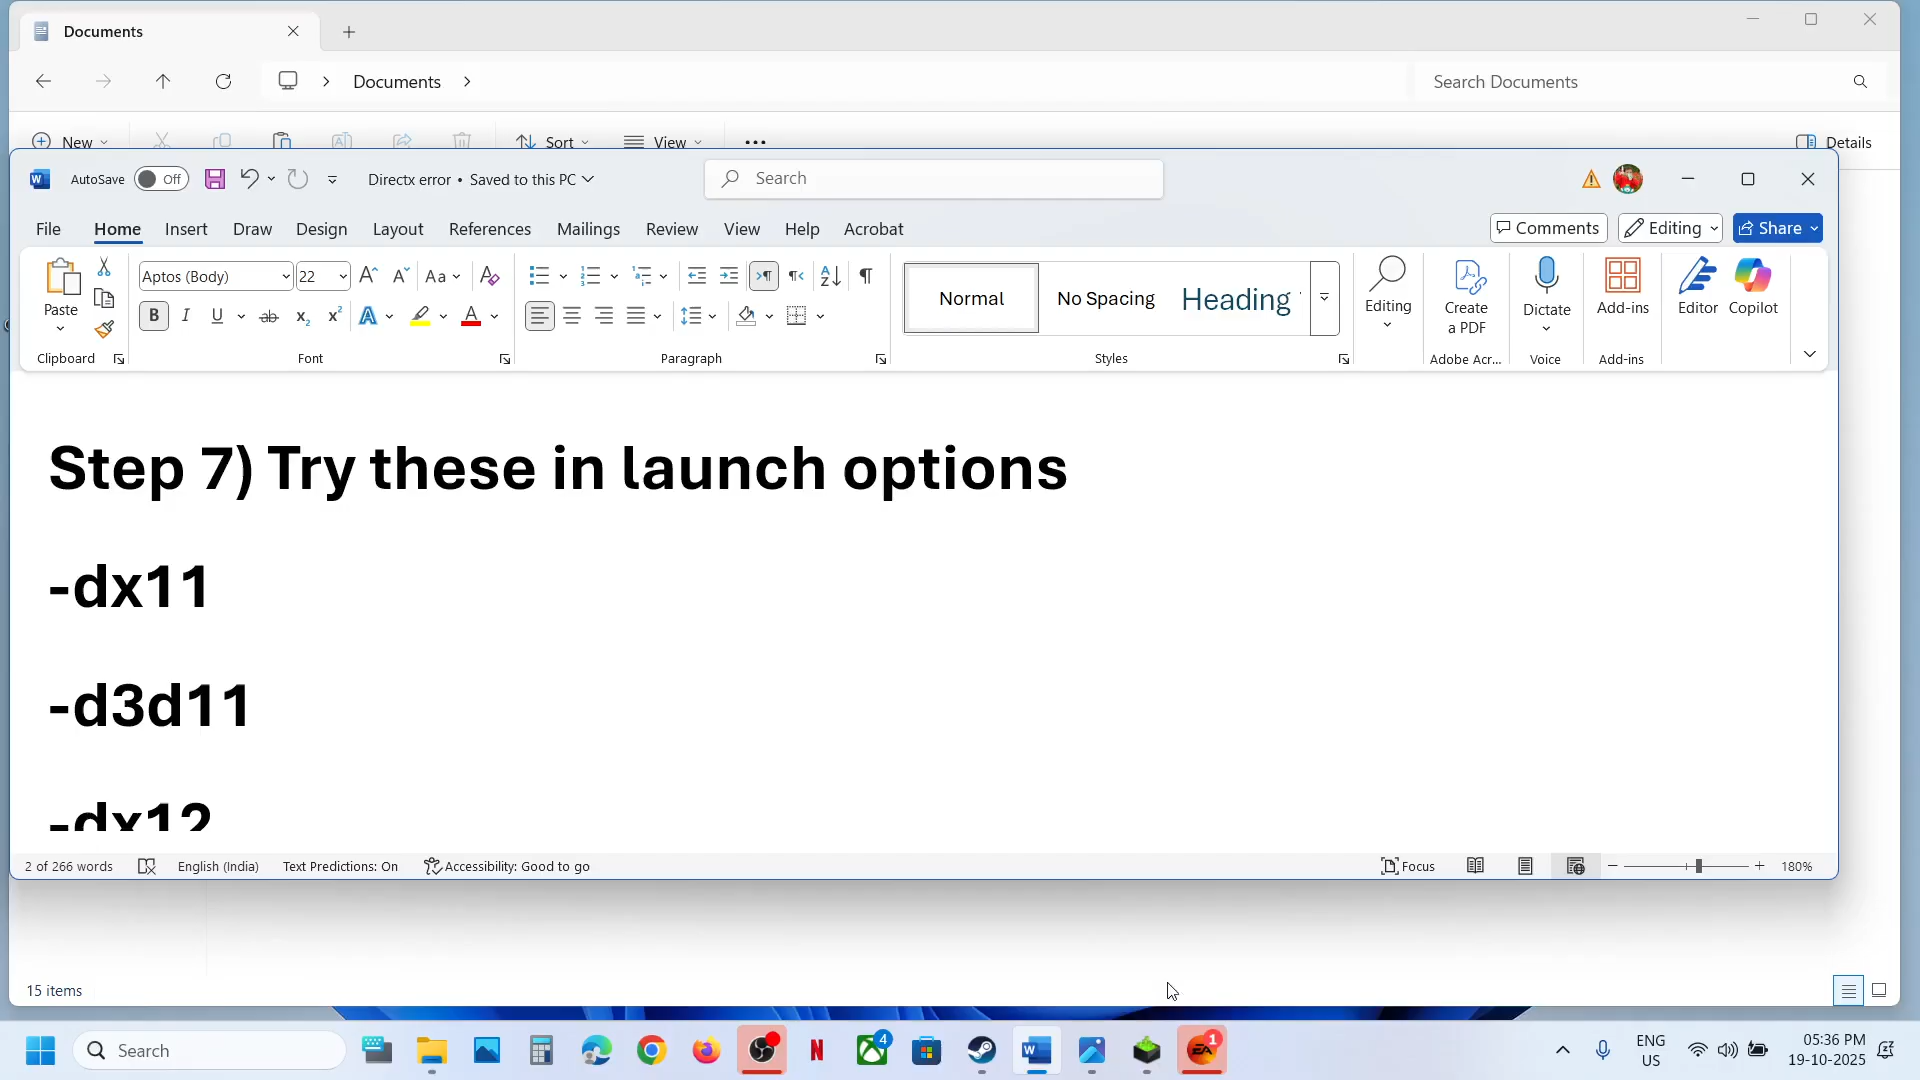 Documents
Documents
Search Documents
New
Sort
View
Details
AutoSave
Off
Directx error • Saved to this PC
Search
File
Home
Insert
Draw
Design
Layout
References
Mailings
Review
View
Help
Acrobat
Comments
Editing
Share
Paste
Clipboard
Aptos (Body)
22
Font
Paragraph
Normal
No Spacing
Heading
Styles
Editing
Create
a PDF
Adobe Acr...
Dictate
Voice
Add-ins
Add-ins
Editor
Copilot
Step 7) Try these in launch options
-dx11
-d3d11
-dx12
2 of 266 words
English (India)
Text Predictions: On
Accessibility: Good to go
Focus
180%
15 items
Search
4
1
ENG
US
05:36 PM
19-10-2025